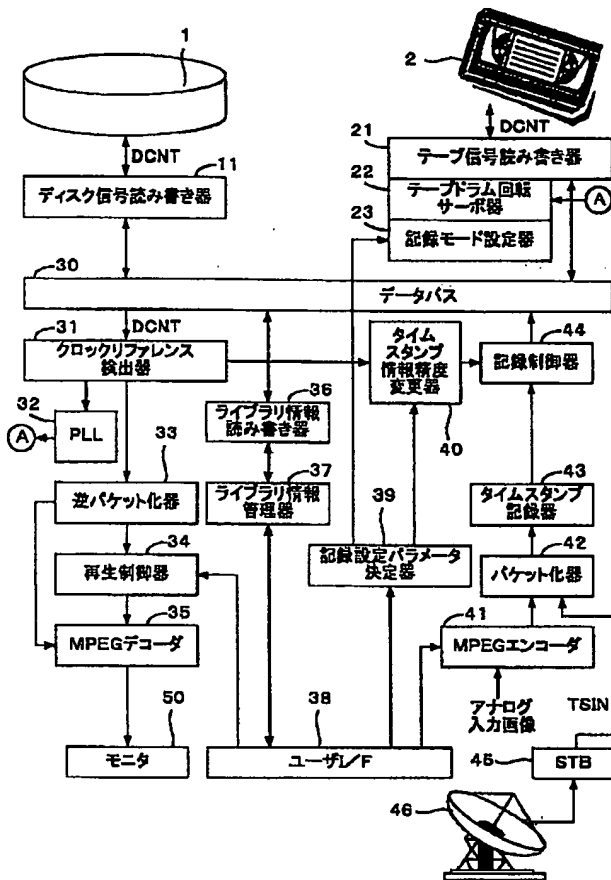 1
2
DCNT
DCNT
11
ディスク信号読み書き器
21
テープ信号読み書き器
22
テープドラム回転
サーボ器
A
23
記録モード設定器
30
データバス
DCNT
31
クロックリファレンス
検出器
タイム
スタンプ
情報精度
変更器
40
44
記録制御器
32
PLL
A
36
ライブラリ情報
読み書き器
33
逆パケット化器
37
ライブラリ情報
管理器
43
タイムスタンプ
記録器
39
記録設定パラメータ
決定器
34
再生制御器
42
パケット化器
35
MPEGデコーダ
41
MPEGエンコーダ
アナログ
入力画像
TSIN
50
モニタ
38
ユーザI/F
45
STB
46